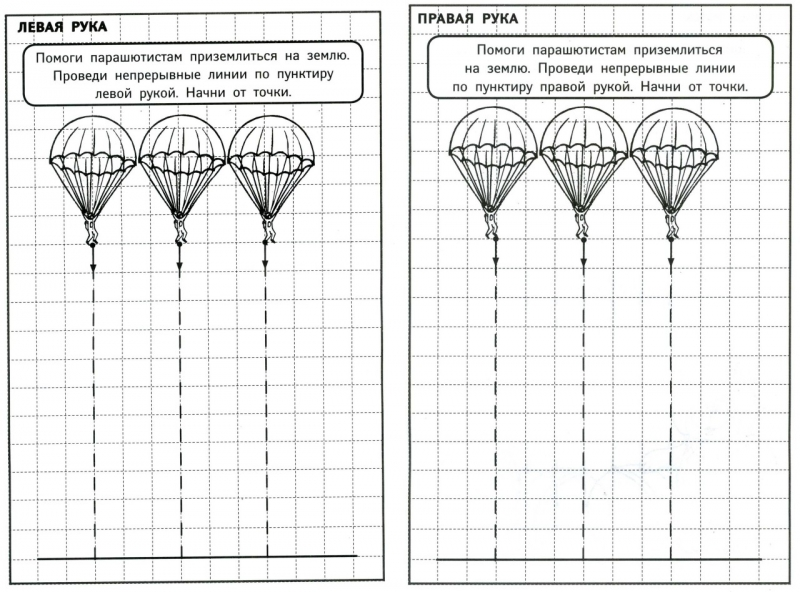 ЛЕВАЯ РУКА
Помоги парашютистам приземлиться на землю.
Проведи непрерывные линии по пунктиру
левой рукой. Начни от точки.
ПРАВАЯ РУКА
Помоги парашютистам приземлиться
на землю. Проведи непрерывные линии
по пунктиру правой рукой. Начни от точки.